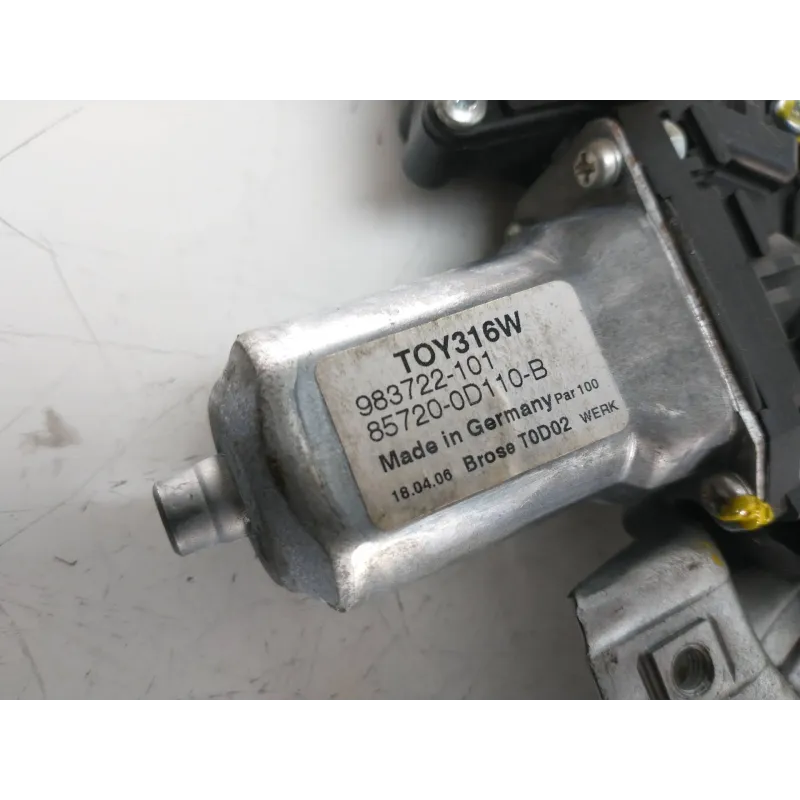 TOY316W
983722-101
85720-0D110-B
Made in Germany Par 100
18.04.06 Brose T0D02 WERK